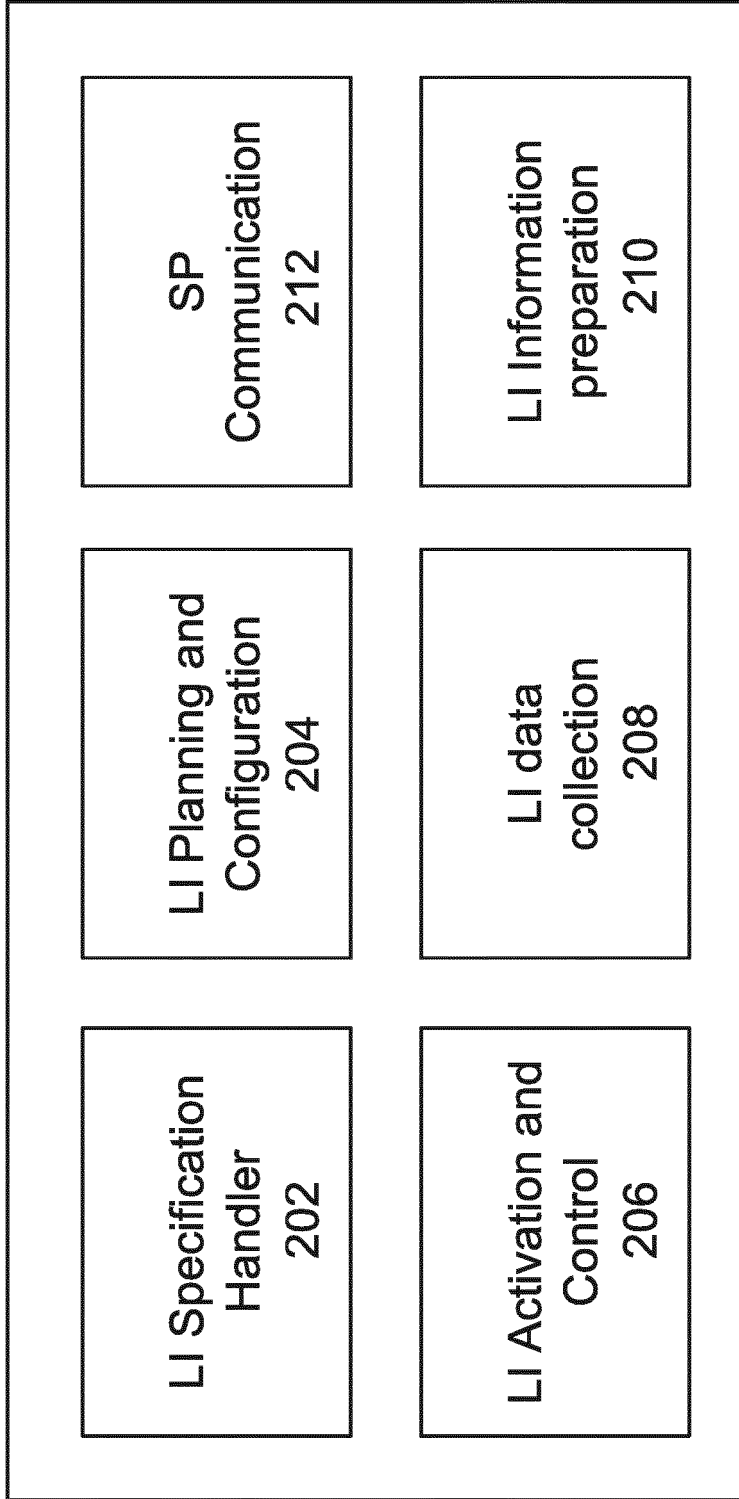 LI Specification
Handler
202
LI Planning and
Configuration
204
SP
Communication
212
LI Activation and
Control
206
LI data
collection
208
LI Information
preparation
210